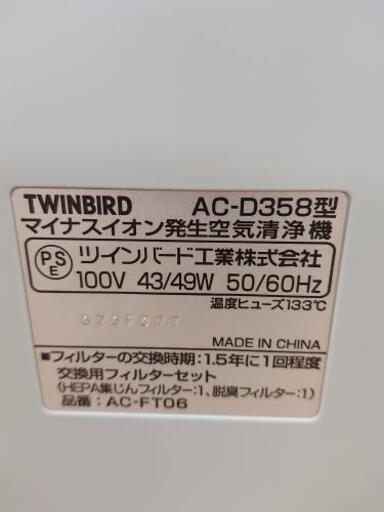 TWINBIRD AC-D358型
マイナスイオン発生空気清浄機
PSE ツインバード工業株式会社
100V 43/49W 50/60Hz
温度ヒューズ133℃
MADE IN CHINA
■フィルターの交換時期:1.5年に1回程度
交換用フィルターセット
(HEPA集じんフィルター:1、脱臭フィルター:1)
品番:AC-FT06